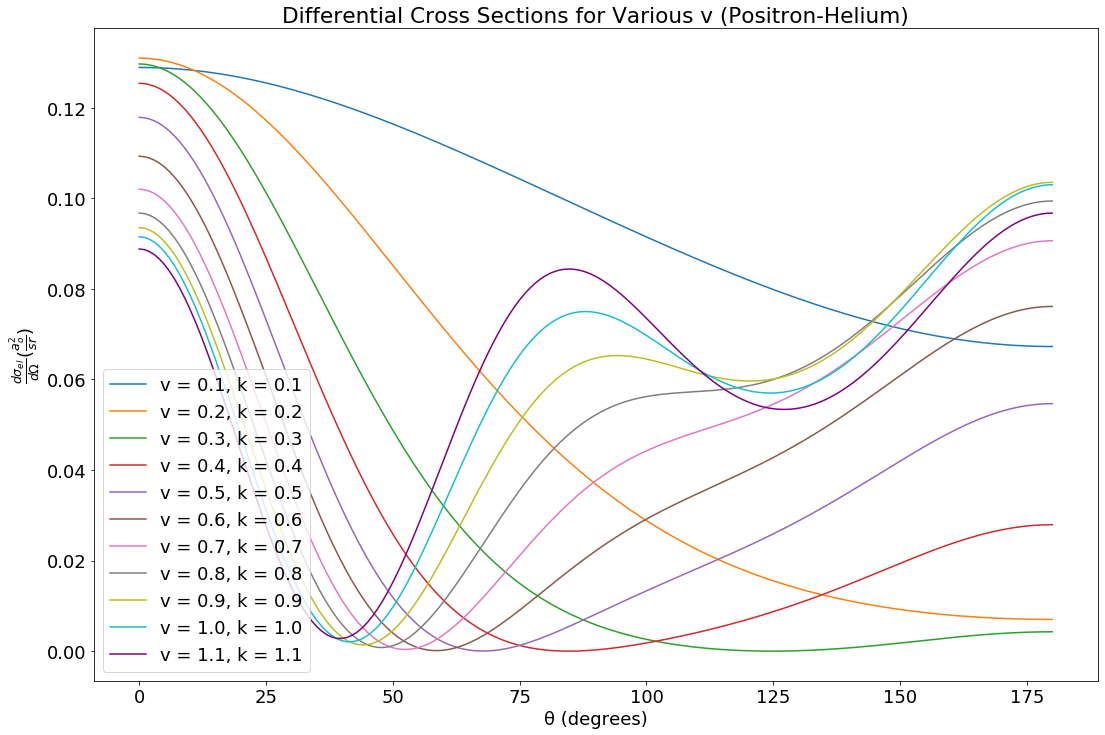 Differential Cross Sections for Various v (Positron-Helium)
dσ_el/dΩ (a_o^2/sr)
0.12
0.10
0.08
0.06
0.04
0.02
0.00
v = 0.1, k = 0.1
v = 0.2, k = 0.2
v = 0.3, k = 0.3
v = 0.4, k = 0.4
v = 0.5, k = 0.5
v = 0.6, k = 0.6
v = 0.7, k = 0.7
v = 0.8, k = 0.8
v = 0.9, k = 0.9
v = 1.0, k = 1.0
v = 1.1, k = 1.1
0 25 50 75 100 125 150 175
θ (degrees)